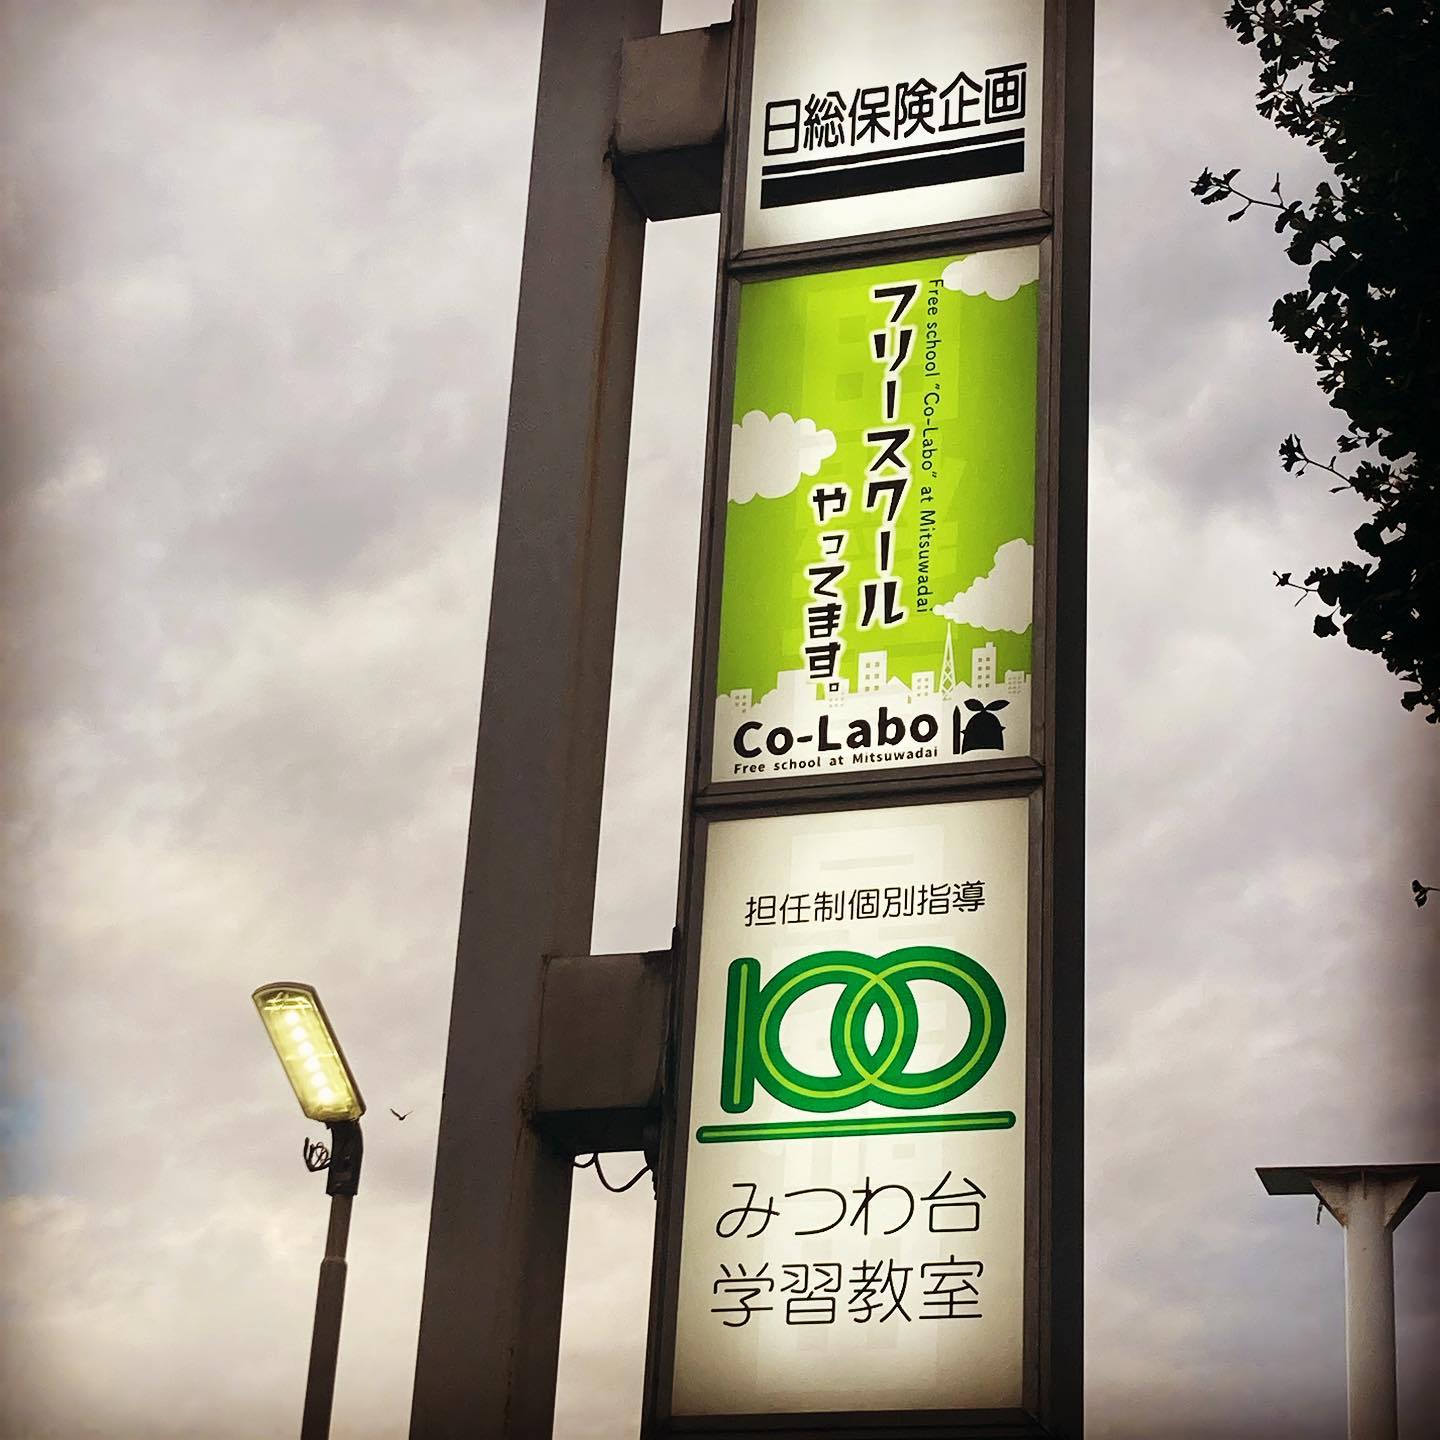 日総保険企画
Free school "Co-Labo" at Mitsuwadai
フリースクール
やってます。
Co-Labo
Free school at Mitsuwadai
担任制個別指導
100
みつわ台
学習教室